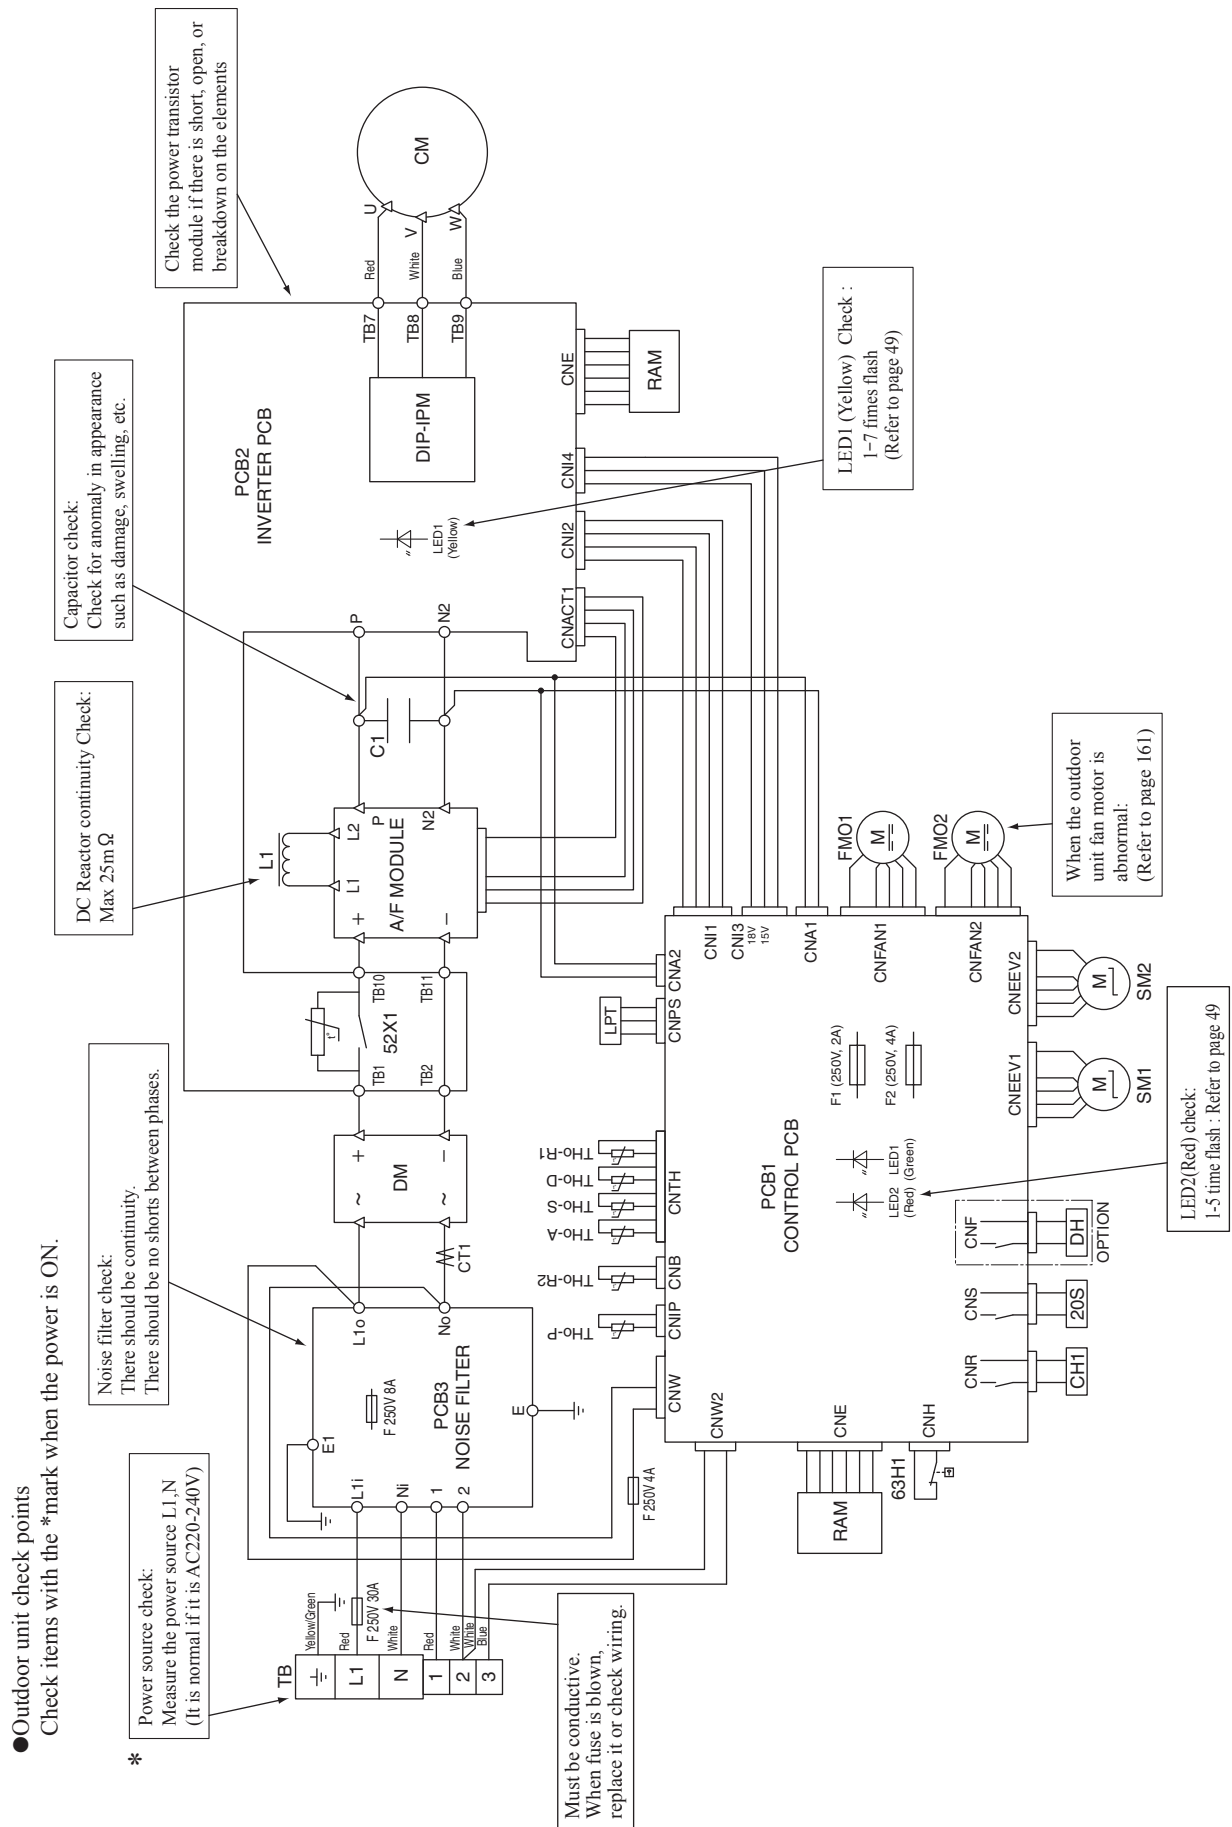 ●Outdoor unit check points
Check items with the *mark when the power is ON.
*
Power source check:
Measure the power source L1,N
(It is normal if it is AC220-240V)
Noise filter check:
There should be continuity.
There should be no shorts between phases.
DC Reactor continuity Check:
Max 25mΩ
Capacitor check:
Check for anomaly in appearance
such as damage, swelling, etc.
Check the power transistor
module if there is short, open, or
breakdown on the elements
TB
L1
N
1
2
3
Yellow/Green
Red
F 250V 30A
White
Red
White
White
Blue
Must be conductive.
When fuse is blown,
replace it or check wiring.
E1
L1i
Ni
1
2
F 250V 8A
PCB3
NOISE FILTER
E
L1o
No
CT1
~
~
DM
+
−
TB1
TB2
t°
52X1
TB10
TB11
L1
L1
L2
+
−
P
A/F MODULE
N2
C1
P
N2
PCB2
INVERTER PCB
LED1
(Yellow)
DIP-IPM
TB7
TB8
TB9
Red
White
Blue
U
V
W
CM
CNACT1
CNI2
CNI4
CNE
RAM
LED1 (Yellow) Check :
1-7 fimes flash
(Refer to page 49)
F 250V 4A
CNW2
CNW
THo-P
CNIP
THo-R2
CNB
THo-A
THo-S
THo-D
THo-R1
CNTH
LPT
CNPS
CNA2
PCB1
CONTROL PCB
CNI1
CNI3
18V
15V
CNA1
CNFAN1
CNFAN2
FMO1
M
FMO2
M
When the outdoor
unit fan motor is
abnormal:
(Refer to page 161)
F1 (250V, 2A)
F2 (250V, 4A)
LED2
(Red)
LED1
(Green)
RAM
CNE
63H1
CNH
CNR
CH1
CNS
20S
CNF
DH
OPTION
CNEEV1
M
SM1
CNEEV2
M
SM2
LED2(Red) check:
1-5 time flash : Refer to page 49